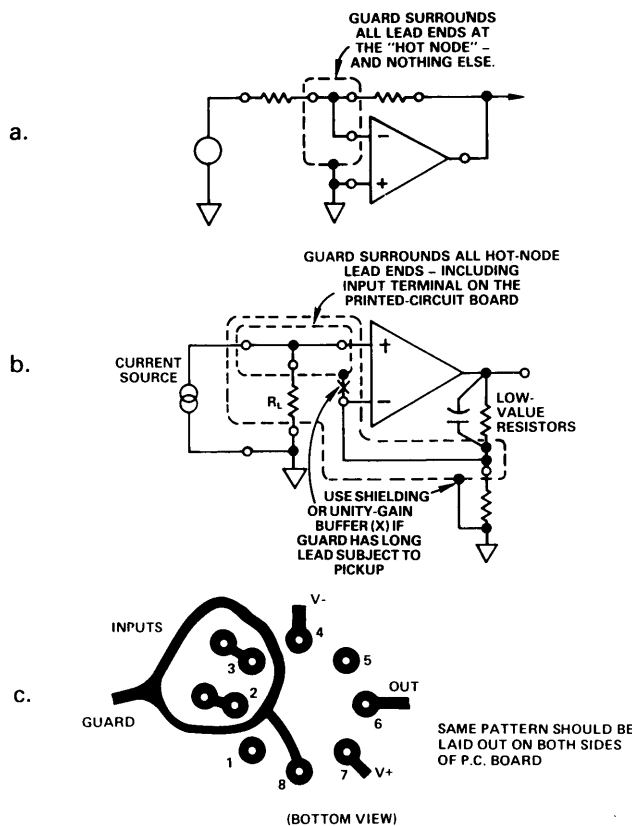 GUARD SURROUNDS
ALL LEAD ENDS AT
THE "HOT NODE" –
AND NOTHING ELSE.
a.
−
+
GUARD SURROUNDS ALL HOT-NODE
LEAD ENDS – INCLUDING
INPUT TERMINAL ON THE
PRINTED-CIRCUIT BOARD
b.
CURRENT
SOURCE
RL
+
−
LOW-
VALUE
RESISTORS
USE SHIELDING
OR UNITY-GAIN
BUFFER (X) IF
GUARD HAS LONG
LEAD SUBJECT TO
PICKUP
c.
INPUTS
GUARD
V-
4
3
5
2
OUT
6
1
8
7
V+
SAME PATTERN SHOULD BE
LAID OUT ON BOTH SIDES
OF P.C. BOARD
(BOTTOM VIEW)